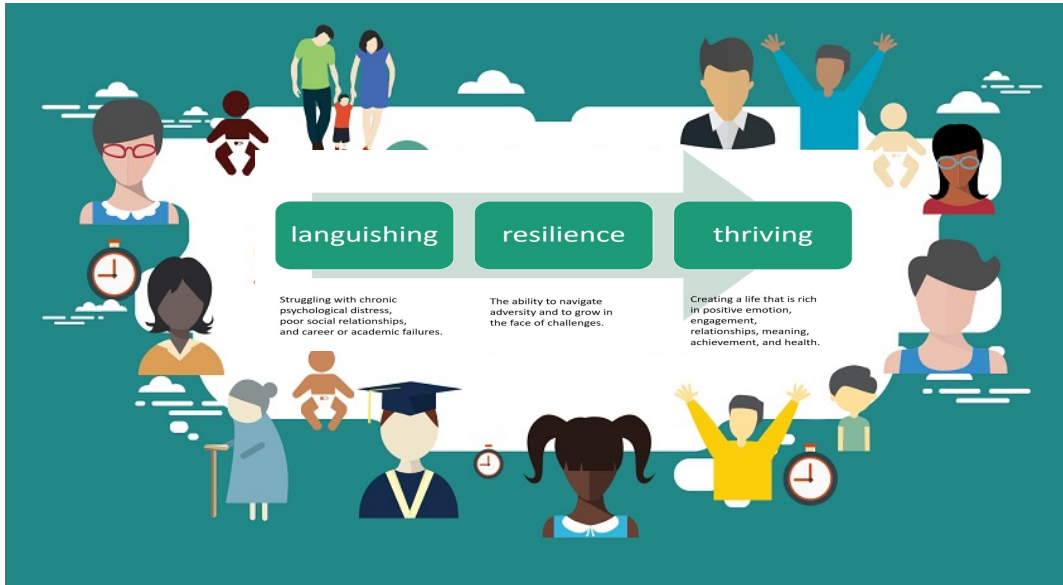 languishing
resilience
thriving
Struggling with chronic
psychological distress,
poor social relationships,
and career or academic failures.
The ability to navigate
adversity and to grow in
the face of challenges.
Creating a life that is rich
in positive emotion,
engagement,
relationships, meaning,
achievement, and health.